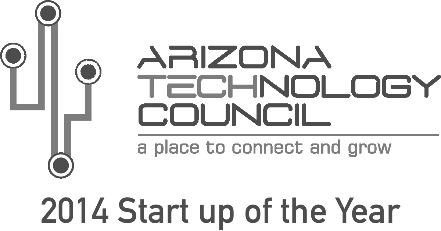 ARIZONA
TECHNOLOGY
COUNCIL
a place to connect and grow
2014 Start up of the Year